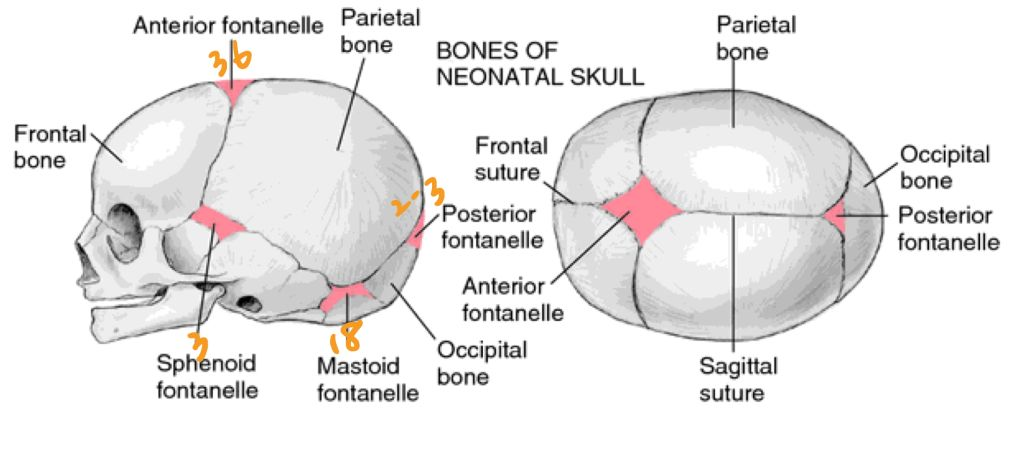 Anterior fontanelle
36
Parietal
bone
BONES OF
NEONATAL SKULL
Frontal
bone
2-3
Posterior
fontanelle
3
Sphenoid
fontanelle
18
Mastoid
fontanelle
Occipital
bone
Parietal
bone
Frontal
suture
Occipital
bone
Posterior
fontanelle
Anterior
fontanelle
Sagittal
suture